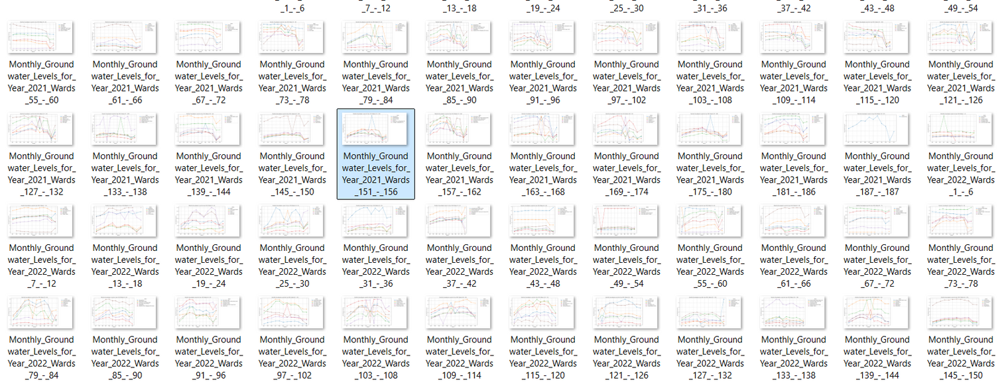 _1_-_6 _7_-_12 _13_-_18 _19_-_24 _25_-_30 _31_-_36 _37_-_42 _43_-_48 _49_-_54
Monthly_Ground Monthly_Ground Monthly_Ground Monthly_Ground Monthly_Ground Monthly_Ground Monthly_Ground Monthly_Ground Monthly_Ground Monthly_Ground Monthly_Ground Monthly_Ground
water_Levels_for_ water_Levels_for_ water_Levels_for_ water_Levels_for_ water_Levels_for_ water_Levels_for_ water_Levels_for_ water_Levels_for_ water_Levels_for_ water_Levels_for_ water_Levels_for_ water_Levels_for_
Year_2021_Wards Year_2021_Wards Year_2021_Wards Year_2021_Wards Year_2021_Wards Year_2021_Wards Year_2021_Wards Year_2021_Wards Year_2021_Wards Year_2021_Wards Year_2021_Wards Year_2021_Wards
_55_-_60 _61_-_66 _67_-_72 _73_-_78 _79_-_84 _85_-_90 _91_-_96 _97_-_102 _103_-_108 _109_-_114 _115_-_120 _121_-_126
Monthly_Ground Monthly_Ground Monthly_Ground Monthly_Ground Monthly_Ground Monthly_Ground Monthly_Ground Monthly_Ground Monthly_Ground Monthly_Ground Monthly_Ground Monthly_Ground
water_Levels_for_ water_Levels_for_ water_Levels_for_ water_Levels_for_ water_Levels_for_ water_Levels_for_ water_Levels_for_ water_Levels_for_ water_Levels_for_ water_Levels_for_ water_Levels_for_ water_Levels_for_
Year_2021_Wards Year_2021_Wards Year_2021_Wards Year_2021_Wards Year_2021_Wards Year_2021_Wards Year_2021_Wards Year_2021_Wards Year_2021_Wards Year_2021_Wards Year_2021_Wards Year_2022_Wards
_127_-_132 _133_-_138 _139_-_144 _145_-_150 _151_-_156 _157_-_162 _163_-_168 _169_-_174 _175_-_180 _181_-_186 _187_-_187 _1_-_6
Monthly_Ground Monthly_Ground Monthly_Ground Monthly_Ground Monthly_Ground Monthly_Ground Monthly_Ground Monthly_Ground Monthly_Ground Monthly_Ground Monthly_Ground Monthly_Ground
water_Levels_for_ water_Levels_for_ water_Levels_for_ water_Levels_for_ water_Levels_for_ water_Levels_for_ water_Levels_for_ water_Levels_for_ water_Levels_for_ water_Levels_for_ water_Levels_for_ water_Levels_for_
Year_2022_Wards Year_2022_Wards Year_2022_Wards Year_2022_Wards Year_2022_Wards Year_2022_Wards Year_2022_Wards Year_2022_Wards Year_2022_Wards Year_2022_Wards Year_2022_Wards Year_2022_Wards
_7_-_12 _13_-_18 _19_-_24 _25_-_30 _31_-_36 _37_-_42 _43_-_48 _49_-_54 _55_-_60 _61_-_66 _67_-_72 _73_-_78
Monthly_Ground Monthly_Ground Monthly_Ground Monthly_Ground Monthly_Ground Monthly_Ground Monthly_Ground Monthly_Ground Monthly_Ground Monthly_Ground Monthly_Ground Monthly_Ground
water_Levels_for_ water_Levels_for_ water_Levels_for_ water_Levels_for_ water_Levels_for_ water_Levels_for_ water_Levels_for_ water_Levels_for_ water_Levels_for_ water_Levels_for_ water_Levels_for_ water_Levels_for_
Year_2022_Wards Year_2022_Wards Year_2022_Wards Year_2022_Wards Year_2022_Wards Year_2022_Wards Year_2022_Wards Year_2022_Wards Year_2022_Wards Year_2022_Wards Year_2022_Wards Year_2022_Wards
_79_-_84 _85_-_90 _91_-_96 _97_-_102 _103_-_108 _109_-_114 _115_-_120 _121_-_126 _127_-_132 _133_-_138 _139_-_144 _145_-_150